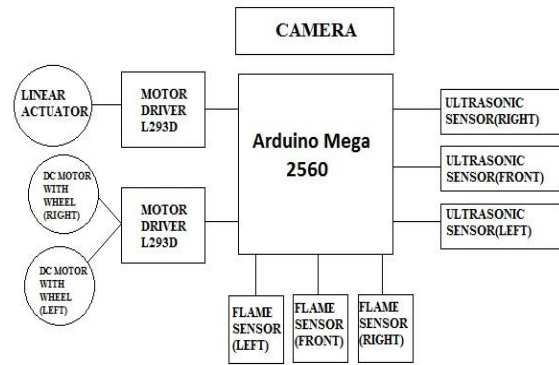 CAMERA
LINEAR
ACTUATOR
MOTOR
DRIVER
L293D
Arduino Mega
2560
ULTRASONIC
SENSOR(RIGHT)
DC MOTOR
WITH
WHEEL
(RIGHT)
ULTRASONIC
SENSOR(FRONT)
MOTOR
DRIVER
L293D
ULTRASONIC
SENSOR(LEFT)
DC MOTOR
WITH
WHEEL
(LEFT)
FLAME
SENSOR
(LEFT)
FLAME
SENSOR
(FRONT)
FLAME
SENSOR
(RIGHT)